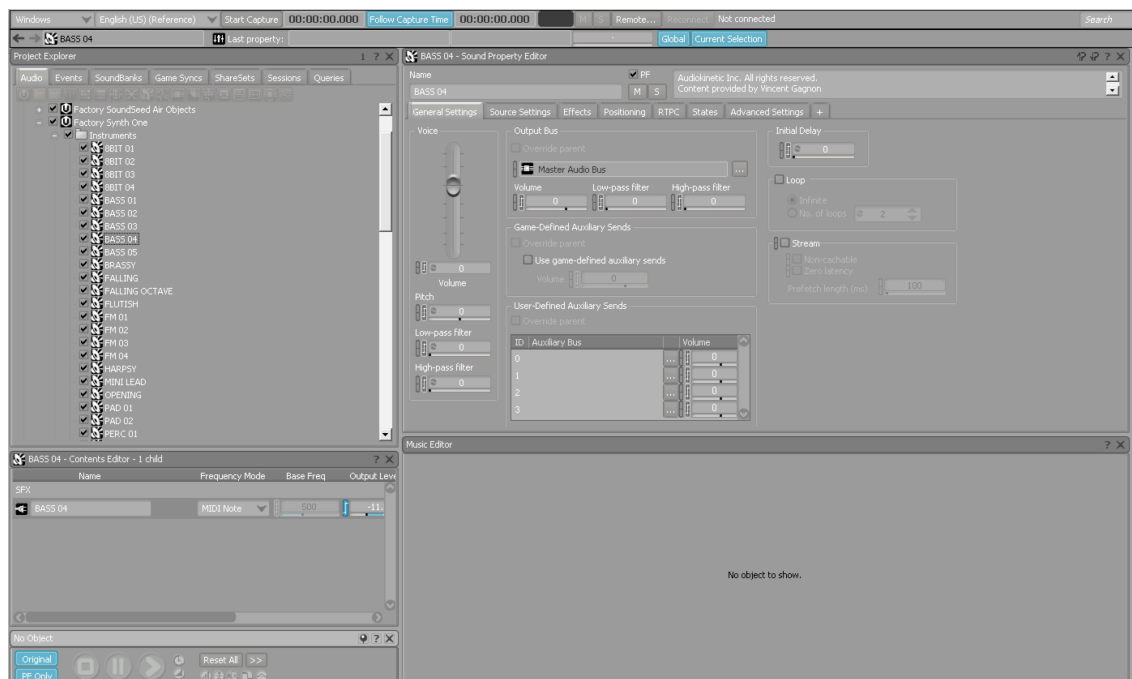 Windows English (US) (Reference) Start Capture 00:00:00.000 Follow Capture Time 00:00:00.000 M S Remote... Reconnect Not connected Search
BASS 04 Last property: - Global Current Selection
Project Explorer 1 ? X
Audio Events SoundBanks Game Syncs ShareSets Sessions Queries
Factory SoundSeed Air Objects
Factory Synth One
Instruments
8BIT 01
8BIT 02
8BIT 03
8BIT 04
BASS 01
BASS 02
BASS 03
BASS 04
BASS 05
BRASSY
FALLING
FALLING OCTAVE
FLUTISH
FM 01
FM 02
FM 03
FM 04
HARPSY
MINI LEAD
OPENING
PAD 01
PAD 02
PERC 01
BASS 04 - Contents Editor - 1 child ? X
Name Frequency Mode Base Freq Output Leve
SFX
BASS 04 MIDI Note 500 -11.
No Object ? X
Original
PF Only
Reset All >>
BASS 04 - Sound Property Editor ? X
Name
BASS 04
PF
M S
Audiokinetic Inc. All rights reserved.
Content provided by Vincent Gagnon
General Settings Source Settings Effects Positioning RTPC States Advanced Settings +
Voice
0
Volume
Pitch
0
Low-pass filter
0
High-pass filter
0
Output Bus
Override parent
Master Audio Bus ...
Volume Low-pass filter High-pass filter
0 0 0
Game-Defined Auxiliary Sends
Override parent
Use game-defined auxiliary sends
Volume 0
User-Defined Auxiliary Sends
Override parent
ID Auxiliary Bus Volume
0 ... 0
1 ... 0
2 ... 0
3 ... 0
Initial Delay
0
Loop
Infinite
No. of loops 2
Stream
Non-cachable
Zero latency
Prefetch length (ms) 100
Music Editor ? X
No object to show.